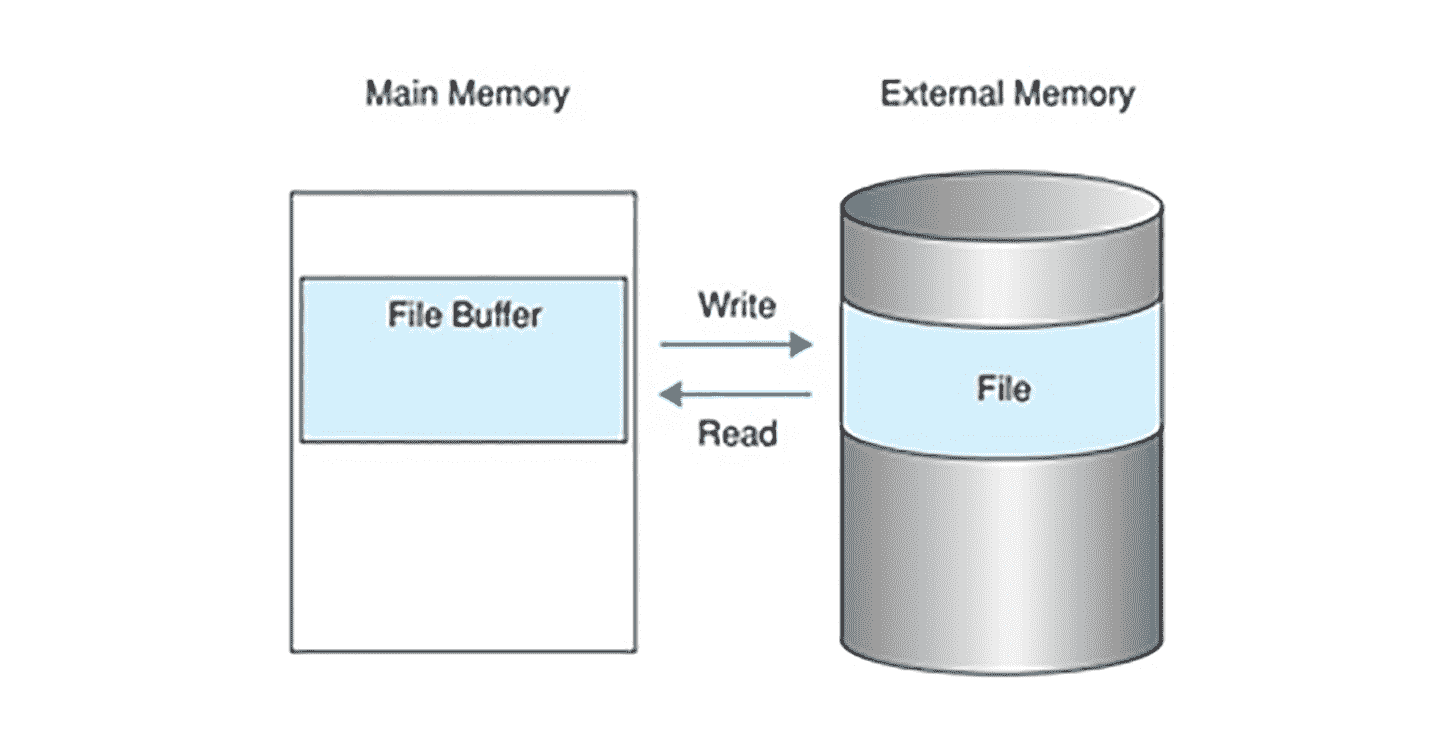 Main Memory
External Memory
File Buffer
Write
File
Read